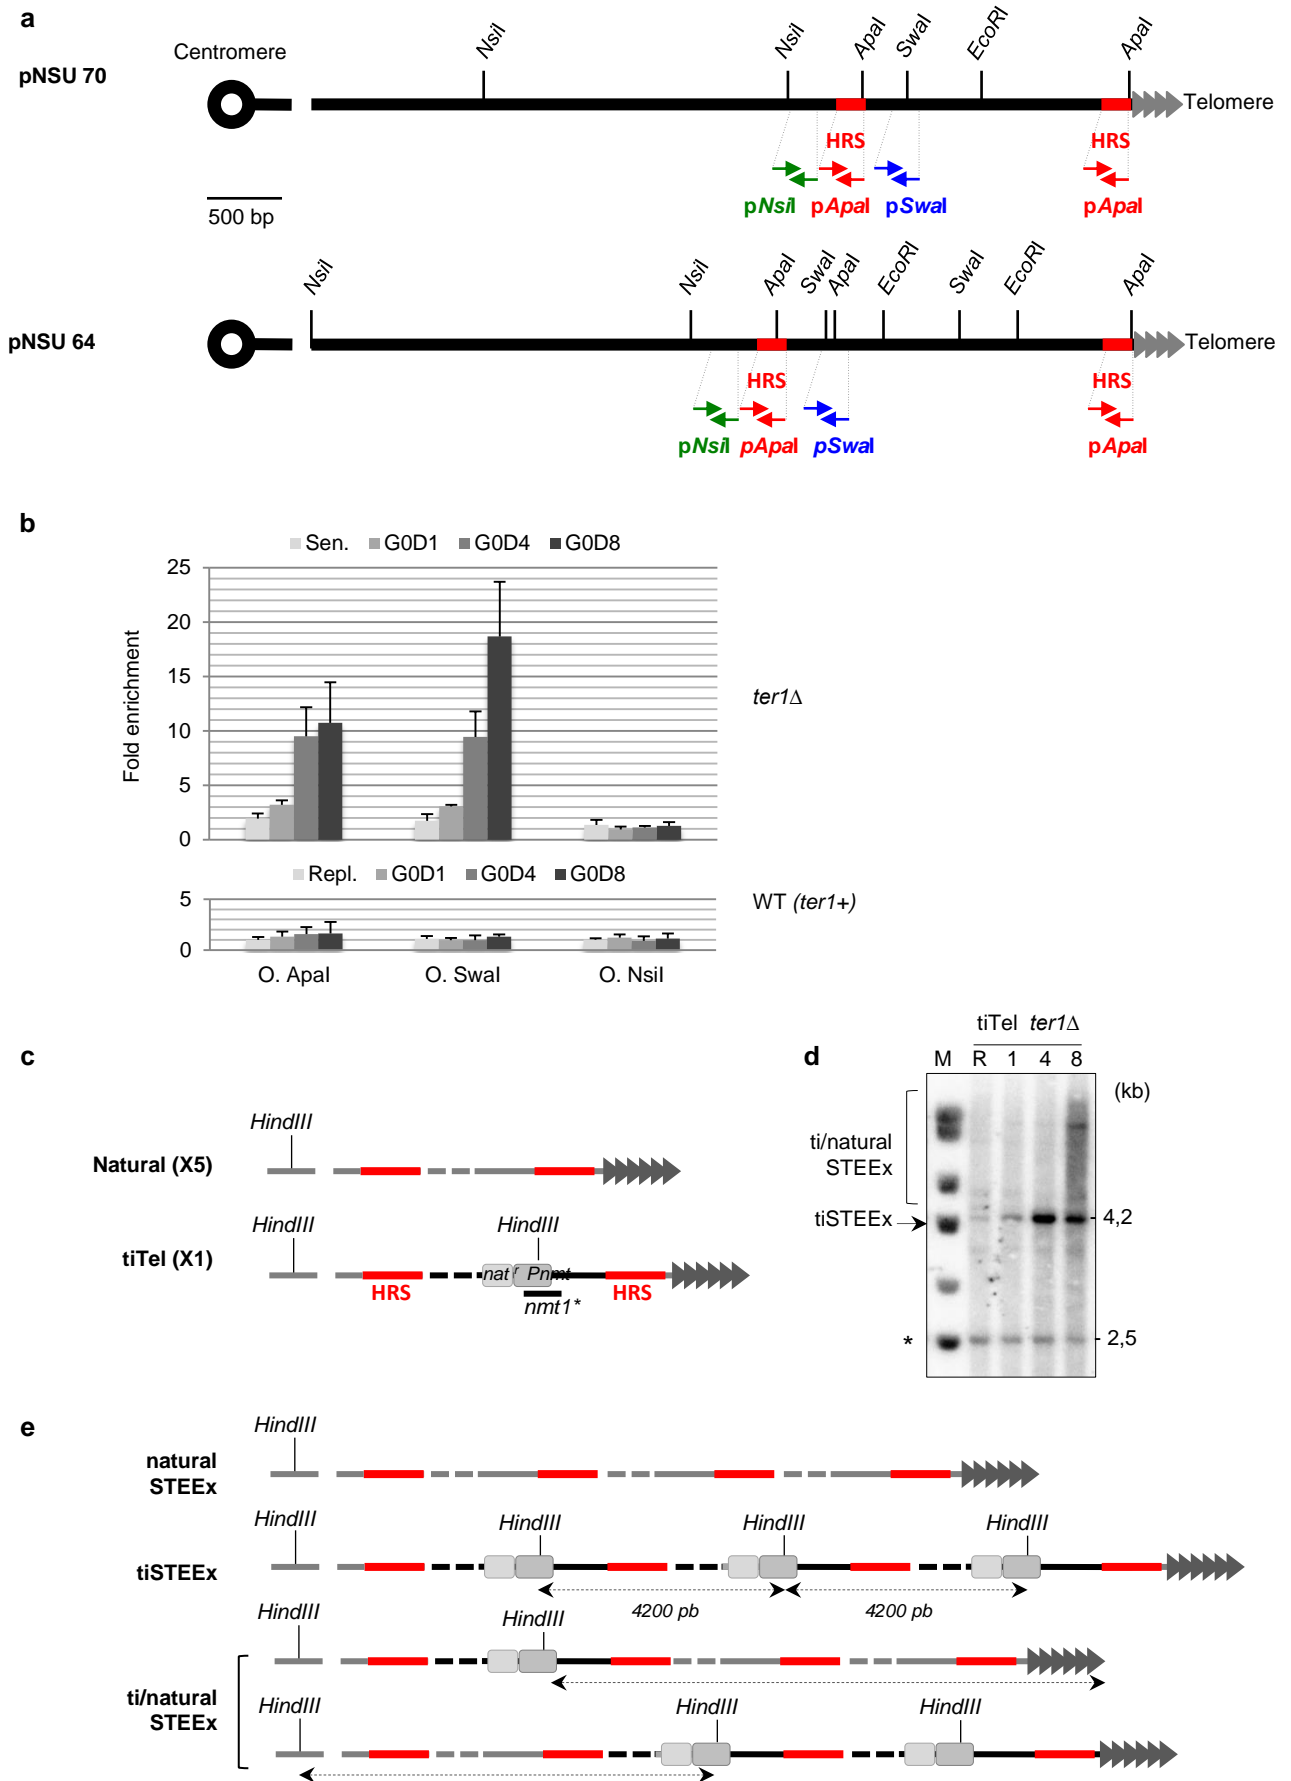 a
Centromere
NsiI
NsiI
ApaI
SwaI
EcoRI
ApaI
pNSU 70
Telomere
HRS
HRS
500 bp
pNsiI pApaI pSwaI pApaI
NsiI
NsiI
ApaI
SwaI
ApaI
EcoRI
SwaI
EcoRI
ApaI
pNSU 64
Telomere
HRS
HRS
pNsiI pApaI pSwaI pApaI
b
Sen. G0D1 G0D4 G0D8
25
20
15
10
5
0
Fold enrichment
ter1Δ
Repl. G0D1 G0D4 G0D8
5
0
WT (ter1+)
O. ApaI O. SwaI O. NsiI
c
HindIII
Natural (X5)
HindIII HindIII
tiTel (X1)
nat r Pnmt
HRS HRS
nmt1*
d
tiTel ter1Δ
M R 1 4 8
(kb)
ti/natural
STEEx
tiSTEEx
4,2
*
2,5
e
HindIII
natural
STEEx
HindIII HindIII HindIII HindIII
tiSTEEx
4200 pb 4200 pb
HindIII HindIII
ti/natural
STEEx
HindIII HindIII HindIII